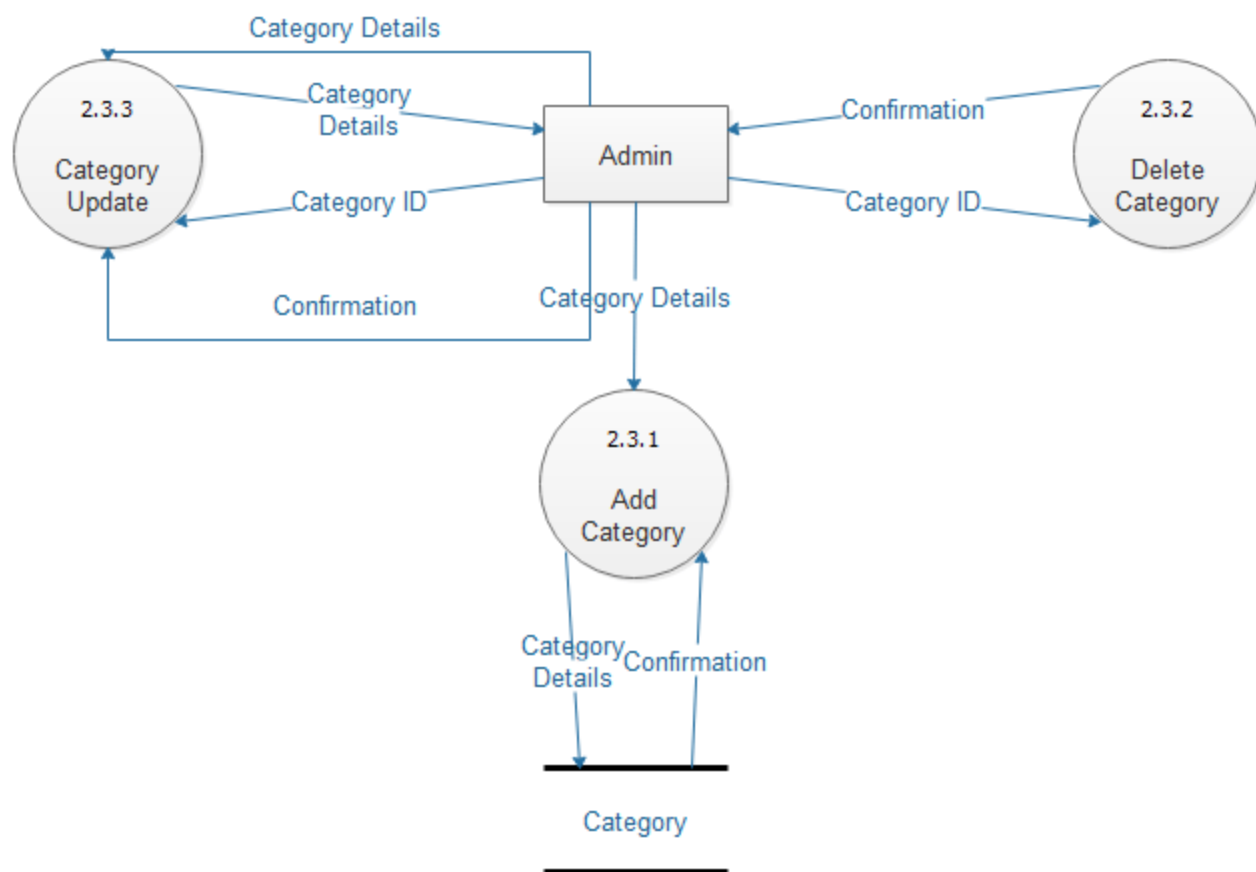 Category Details
2.3.3
Category
Update
Category
Details
Admin
Confirmation
2.3.2
Delete
Category
Category ID
Category ID
Confirmation
Category Details
2.3.1
Add
Category
Category
Details
Confirmation
Category